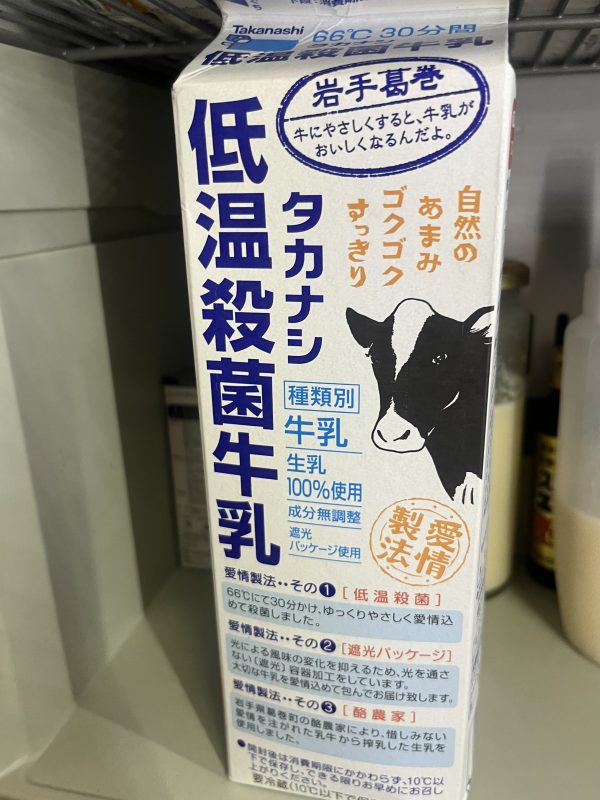 Takanashi
66℃ 30分間
タカナシ
低温殺菌牛乳
岩手葛巻
牛にやさしくすると、牛乳が
おいしくなるんだよ。
低温殺菌牛乳
タカナシ
自然の
あまみ
ゴクゴク
すっきり
種類別
牛乳
生乳
100%使用
成分無調整
遮光
パッケージ使用
愛情
製法
愛情製法‥その❶[低温殺菌]
66℃にて30分かけ、ゆっくりやさしく愛情込
めて殺菌しました。
愛情製法‥その❷[遮光パッケージ]
光による風味の変化を抑えるため、光を通さ
ない〔遮光〕容器加工をしています。
大切な牛乳を愛情込めて包んでお届け致します。
愛情製法‥その❸[酪農家]
岩手県葛巻町の酪農家により、惜しみない
愛情を注がれた乳牛から搾乳した生乳を
使用しました。
●開封後は消費期限にかかわらず、10℃以
下で保存し、できる限りお早めにお召し
上がりください。
要冷蔵(10℃以下で保